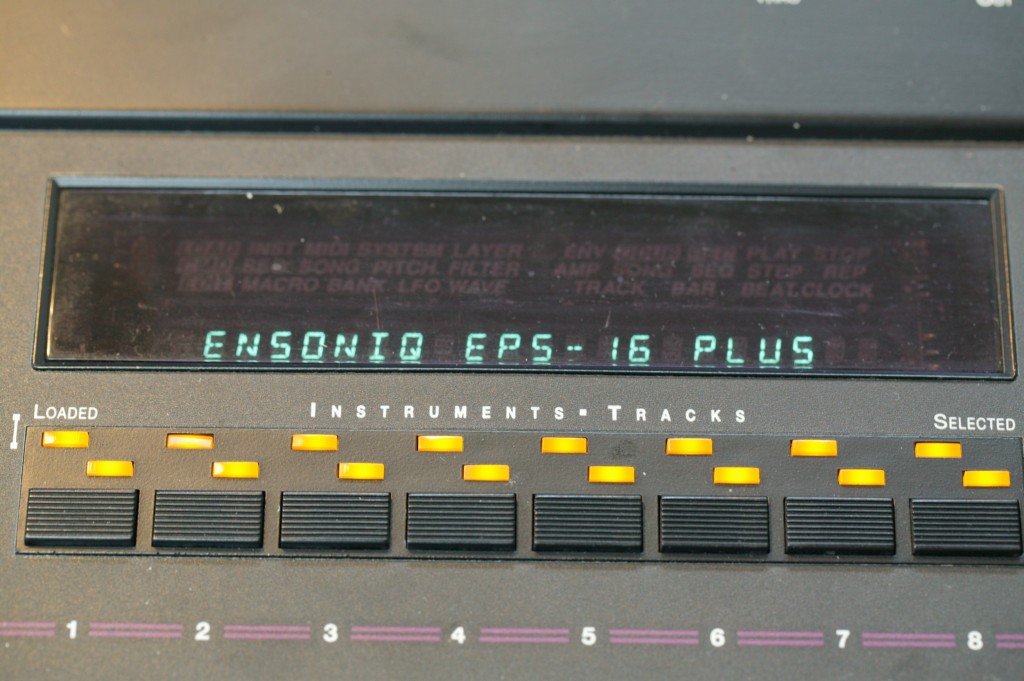 INST MIDI SYSTEM LAYER ENV PLAY STOP
SONG PITCH FILTER AMP SONG SEQ STEP REP
MACRO BANK LFO WAVE TRACK BAR BEAT.CLOCK
ENSONIQ EPS-16 PLUS
LOADED INSTRUMENTS▪TRACKS SELECTED
1 2 3 4 5 6 7 8